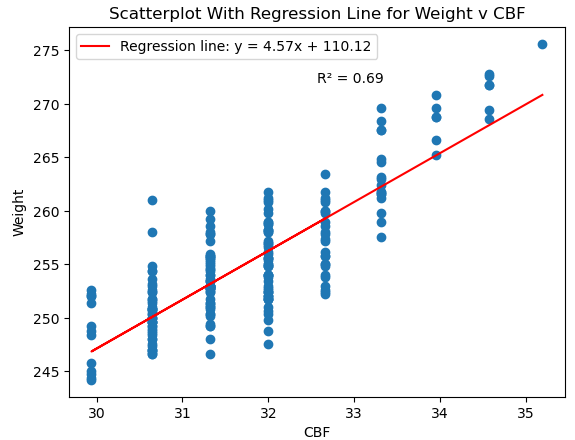 Scatterplot With Regression Line for Weight v CBF
Regression line: y = 4.57x + 110.12
R² = 0.69
275
270
265
260
255
250
245
Weight
30 31 32 33 34 35
CBF